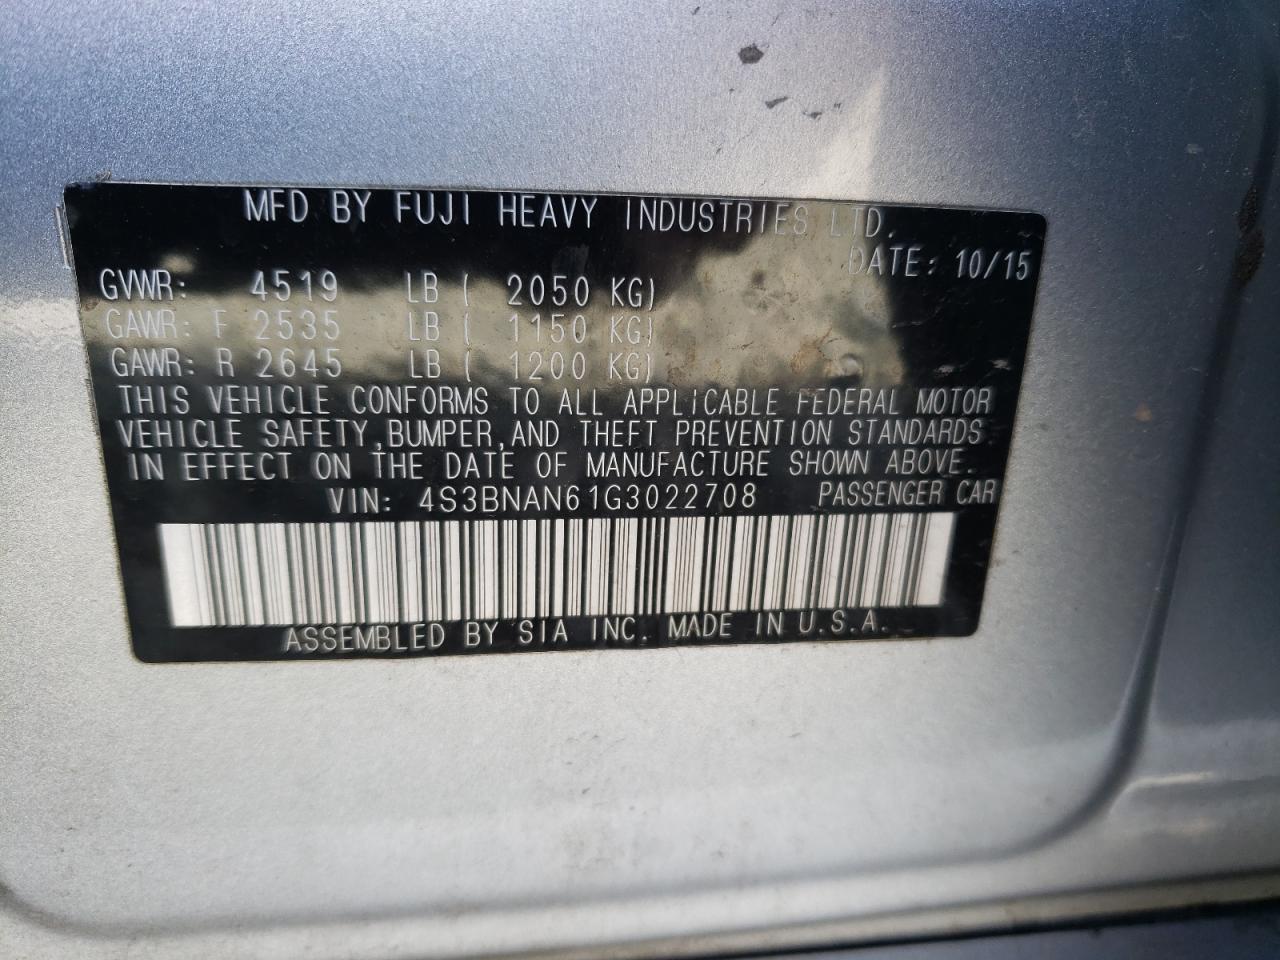 MFD BY FUJI HEAVY INDUSTRIES LTD.
DATE: 10/15
GVWR: 4519 LB ( 2050 KG)
GAWR: F 2535 LB ( 1150 KG)
GAWR: R 2645 LB ( 1200 KG)
THIS VEHICLE CONFORMS TO ALL APPLICABLE FEDERAL MOTOR
VEHICLE SAFETY,BUMPER,AND THEFT PREVENTION STANDARDS
IN EFFECT ON THE DATE OF MANUFACTURE SHOWN ABOVE.
VIN: 4S3BNAN61G3022708 PASSENGER CAR
ASSEMBLED BY SIA INC. MADE IN U.S.A.